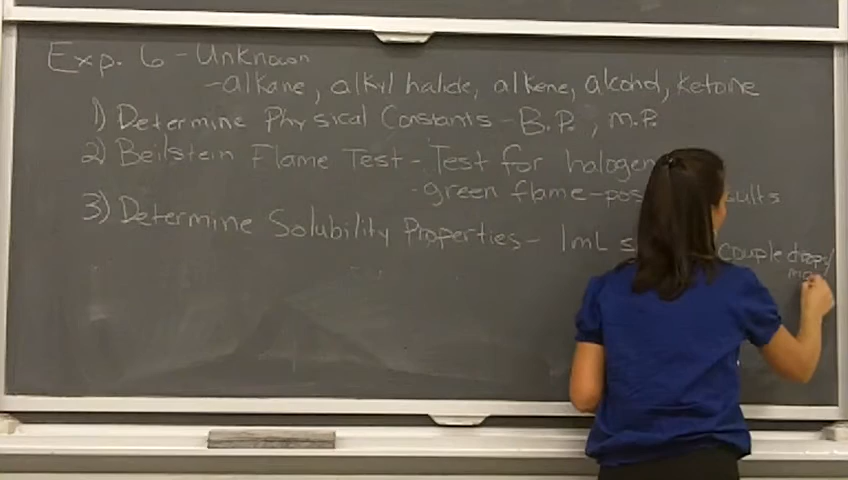 Exp. 6 - Unknown
- alkane, alkyl halide, alkene, alcohol, ketone
1) Determine Physical Constants - B.P., m.P.
2) Beilstein Flame Test - Test for halogen
- green flame - pos
3) Determine Solubility Properties - 1mL couple drops/